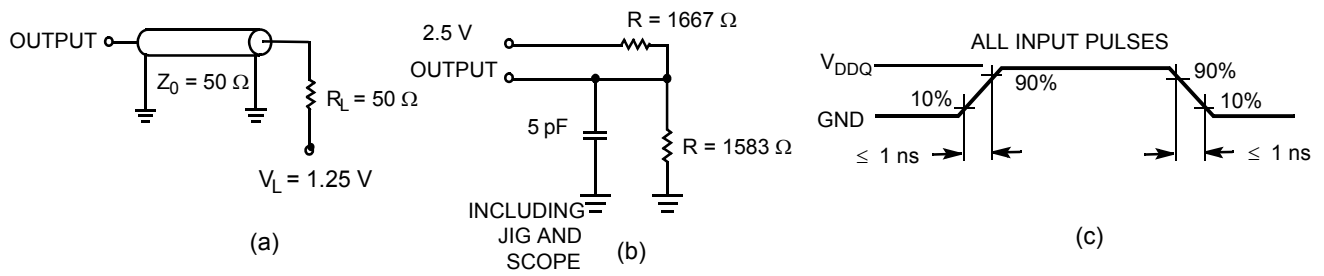 OUTPUT
Z0 = 50 Ω
RL = 50 Ω
VL = 1.25 V
(a)
R = 1667 Ω
2.5 V
OUTPUT
5 pF
R = 1583 Ω
INCLUDING
JIG AND
SCOPE
(b)
ALL INPUT PULSES
VDDQ
90%
90%
10%
10%
GND
≤ 1 ns
≤ 1 ns
(c)